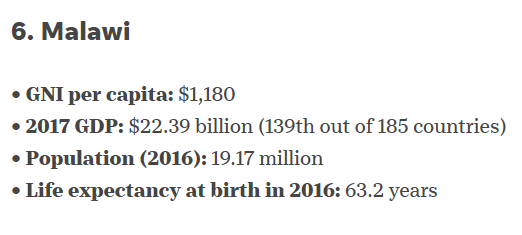 6. Malawi
• GNI per capita: $1,180
• 2017 GDP: $22.39 billion (139th out of 185 countries)
• Population (2016): 19.17 million
• Life expectancy at birth in 2016: 63.2 years